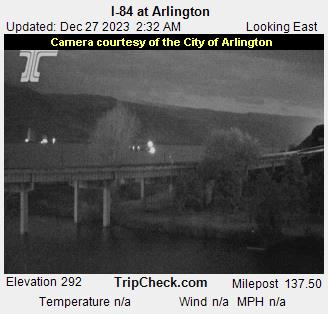 I-84 at Arlington
Updated: Dec 27 2023 2:32 AM Looking East
Camera courtesy of the City of Arlington
Elevation 292 TripCheck.com Milepost 137.50
Temperature n/a Wind n/a MPH n/a